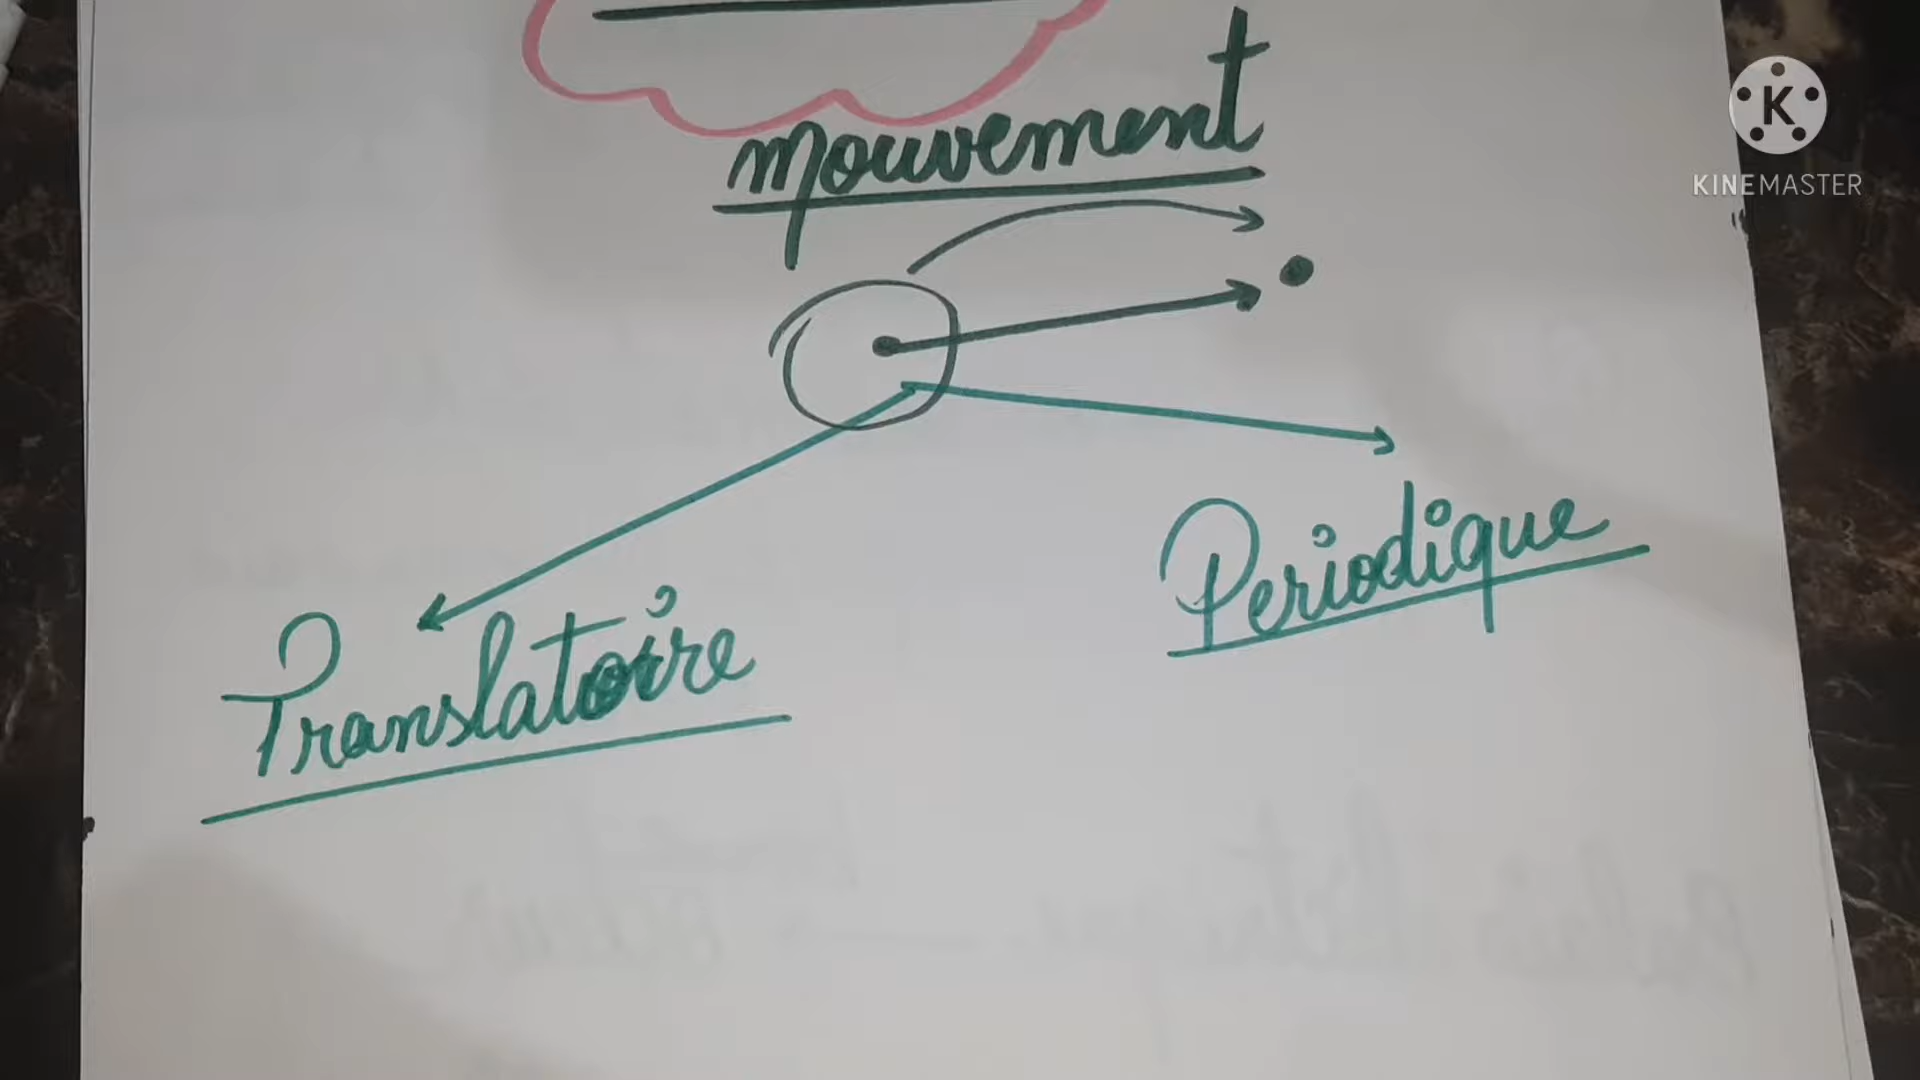 mouvement
Periodique
Translatoire
K
KINEMASTER